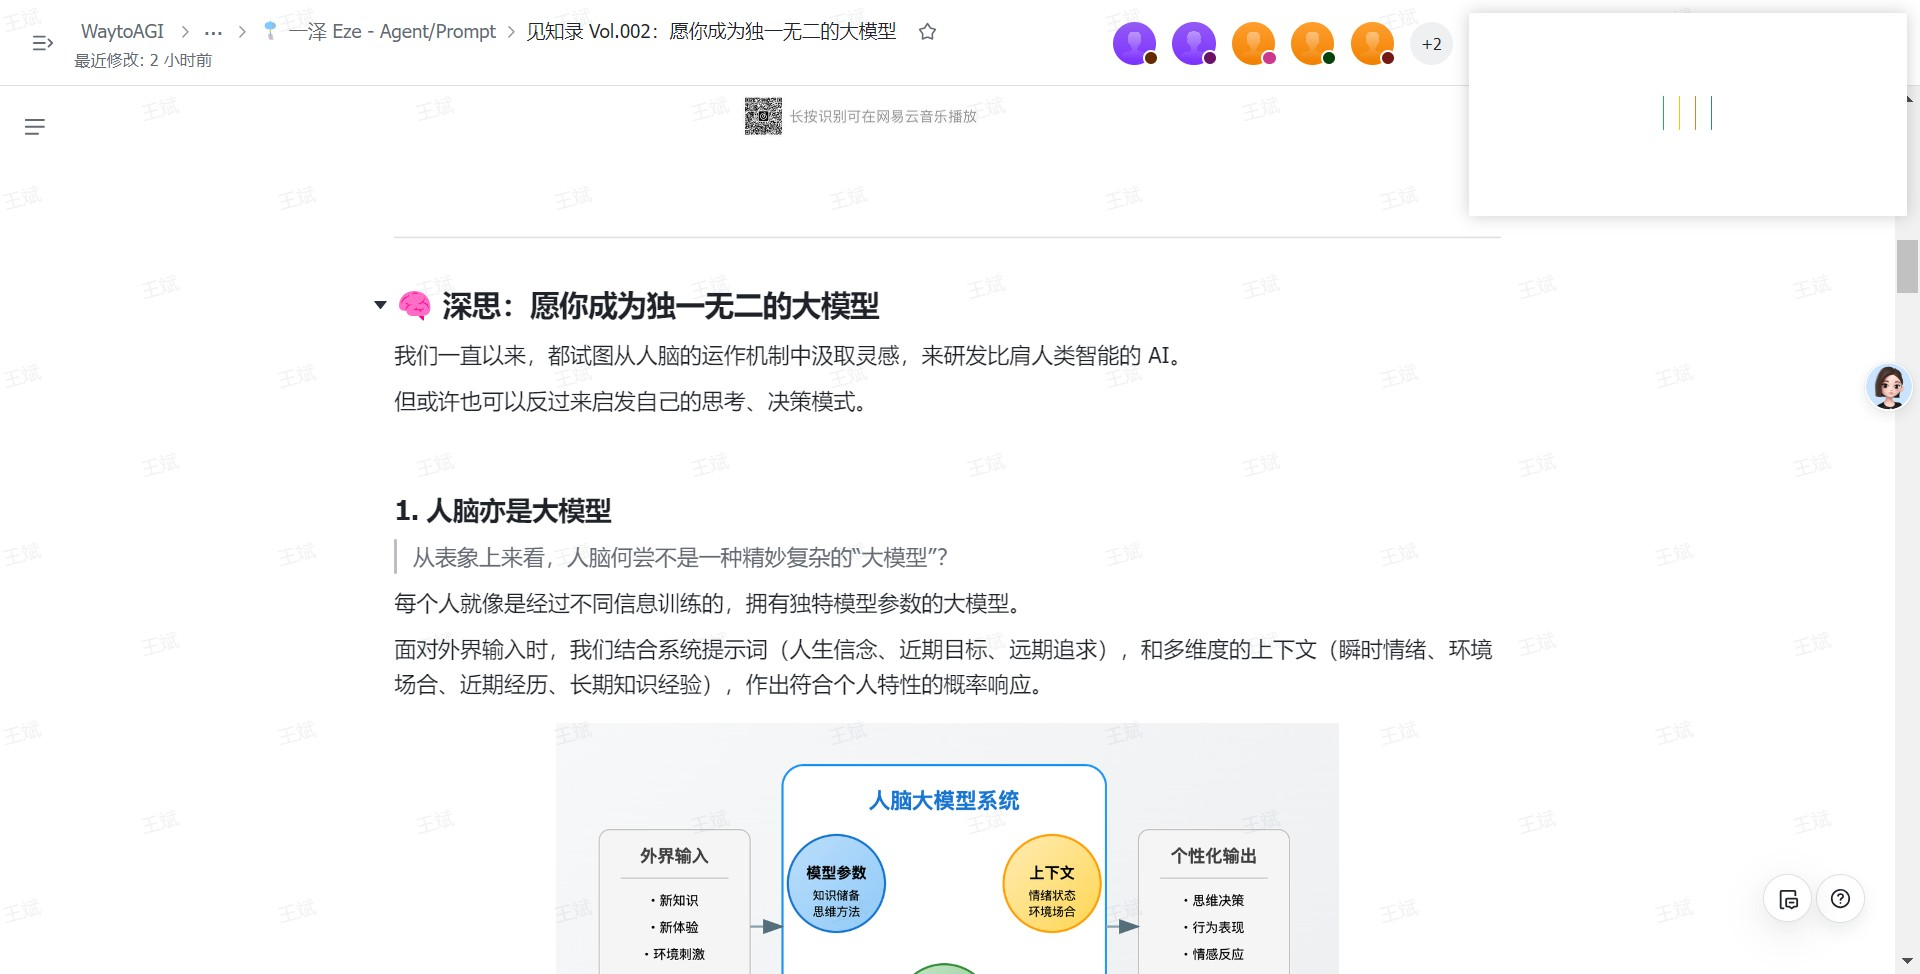 WaytoAGI > ... > 一泽 Eze - Agent/Prompt > 见知录 Vol.002：愿你成为独一无二的大模型
最近修改: 2 小时前
+2
长按识别可在网易云音乐播放
深思：愿你成为独一无二的大模型
我们一直以来，都试图从人脑的运作机制中汲取灵感，来研发比肩人类智能的 AI。
但或许也可以反过来启发自己的思考、决策模式。
1. 人脑亦是大模型
从表象上来看，人脑何尝不是一种精妙复杂的“大模型”？
每个人就像是经过不同信息训练的，拥有独特模型参数的大模型。
面对外界输入时，我们结合系统提示词（人生信念、近期目标、远期追求），和多维度的上下文（瞬时情绪、环境
场合、近期经历、长期知识经验），作出符合个人特性的概率响应。
人脑大模型系统
外界输入
· 新知识
· 新体验
· 环境刺激
模型参数
知识储备
思维方法
上下文
情绪状态
环境场合
个性化输出
· 思维决策
· 行为表现
· 情感反应
王斌